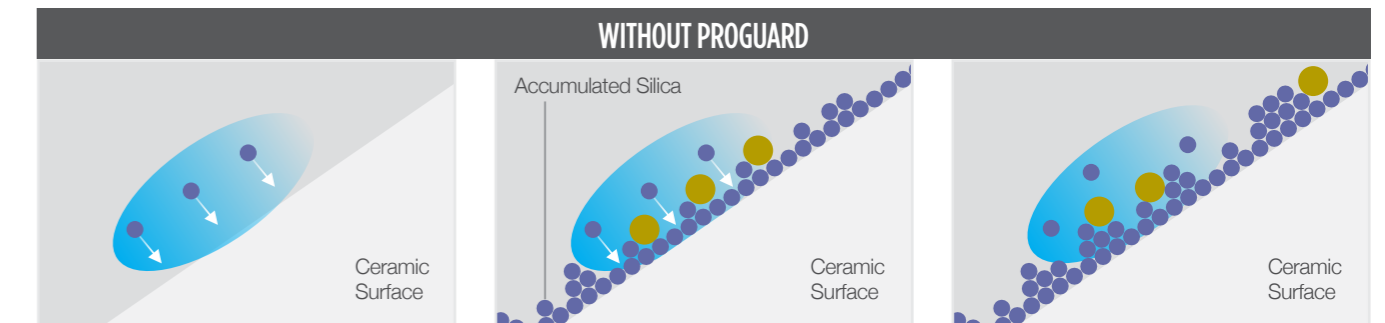 WITHOUT PROGUARD
Accumulated Silica
Ceramic
Surface
Ceramic
Surface
Ceramic
Surface